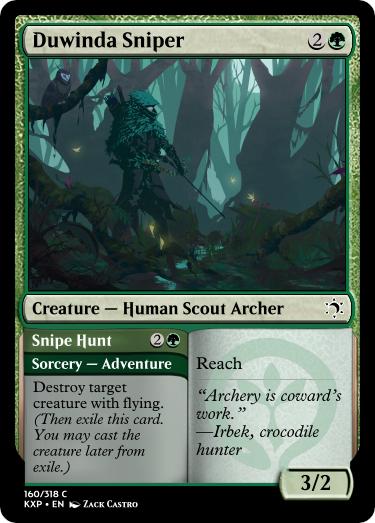 Duwinda Sniper 2
Creature — Human Scout Archer
Snipe Hunt 2
Sorcery — Adventure
Destroy target
creature with flying.
(Then exile this card.
You may cast the
creature later from
exile.)
Reach
“Archery is coward’s
work.”
—Irbek, crocodile
hunter
3/2
160/318 C
KXP • EN Zack Castro